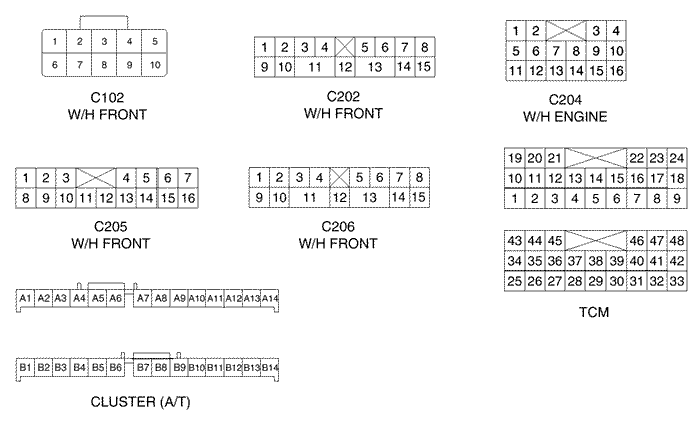 1 2 3 4 5
6 7 8 9 10
C102
W/H FRONT
1 2 3 4 5 6 7 8
9 10 11 12 13 14 15
C202
W/H FRONT
1 2 3 4
5 6 7 8 9 10
11 12 13 14 15 16
C204
W/H ENGINE
1 2 3 4 5 6 7
8 9 10 11 12 13 14 15 16
C205
W/H FRONT
1 2 3 4 5 6 7 8
9 10 11 12 13 14 15
C206
W/H FRONT
19 20 21 22 23 24
10 11 12 13 14 15 16 17 18
1 2 3 4 5 6 7 8 9
43 44 45 46 47 48
34 35 36 37 38 39 40 41 42
25 26 27 28 29 30 31 32 33
TCM
A1 A2 A3 A4 A5 A6 A7 A8 A9 A10 A11 A12 A13 A14
B1 B2 B3 B4 B5 B6 B7 B8 B9 B10 B11 B12 B13 B14
CLUSTER (A/T)